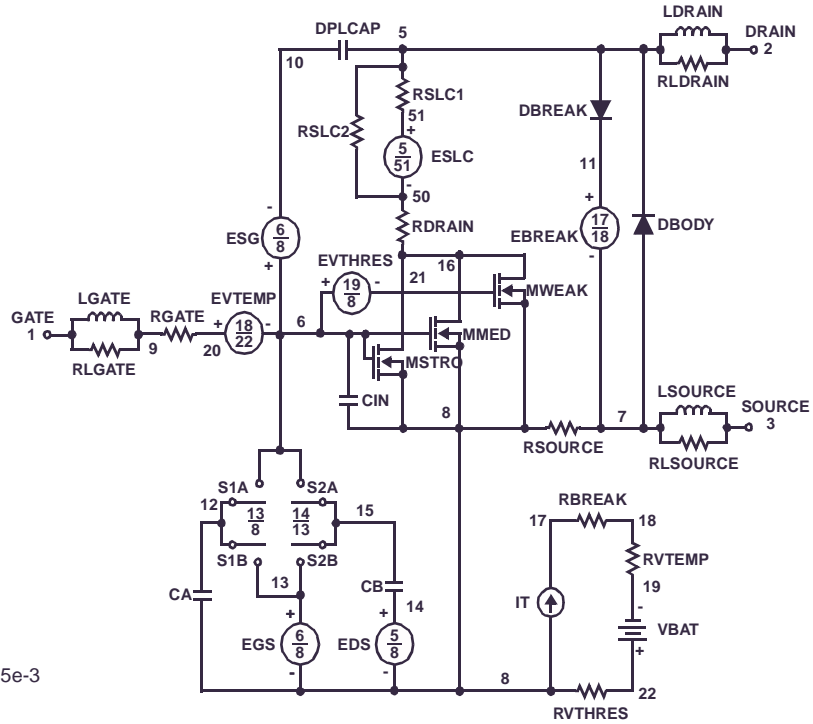 LDRAIN
DPLCAP 5 DRAIN
10 2
RSLC1 RLDRAIN
51 DBREAK
RSLC2 +
5
51 ESLC 11
- 50
- +
ESG 6
8 RDRAIN 17
18 DBODY
+ EBREAK
EVTHRES 16 -
+ 19
8 - 21 MWEAK
LGATE EVTEMP
GATE RGATE + 18
22 - 6 MMED
1 9 20 MSTRO
RLGATE
CIN LSOURCE
8 7 SOURCE
3
RSOURCE RLSOURCE
S1A S2A
12 13
8 14
13 15 RBREAK
17 18
S1B S2B RVTEMP
13 CB 19
CA 14 IT -
+ + VBAT
EGS 6
8 EDS 5
8 +
- -
5e-3 8 22
RVTHRES